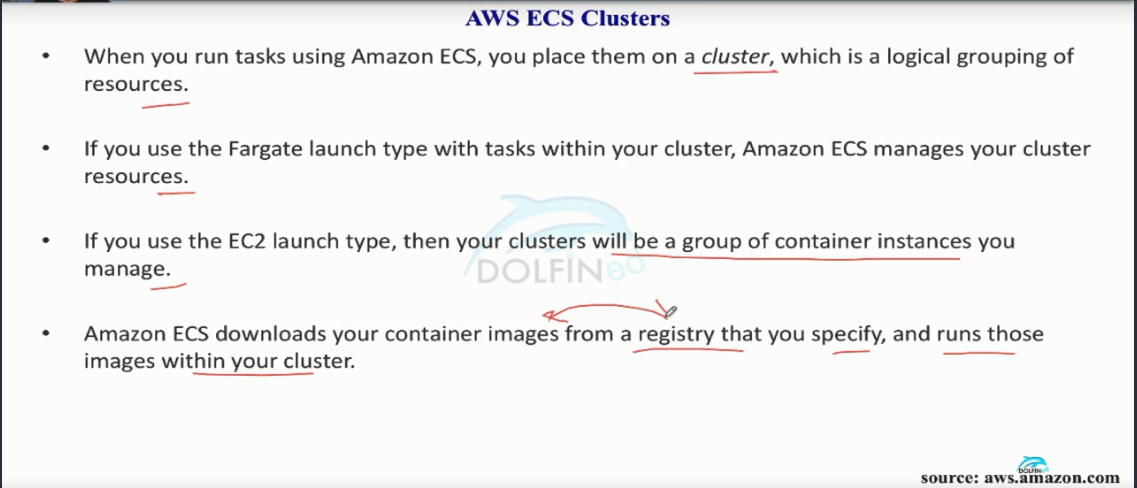 AWS ECS Clusters
• When you run tasks using Amazon ECS, you place them on a cluster, which is a logical grouping of
resources.
• If you use the Fargate launch type with tasks within your cluster, Amazon ECS manages your cluster
resources.
• If you use the EC2 launch type, then your clusters will be a group of container instances you
manage.
DOLFINed
• Amazon ECS downloads your container images from a registry that you specify, and runs those
images within your cluster.
DOLFINed
source: aws.amazon.com